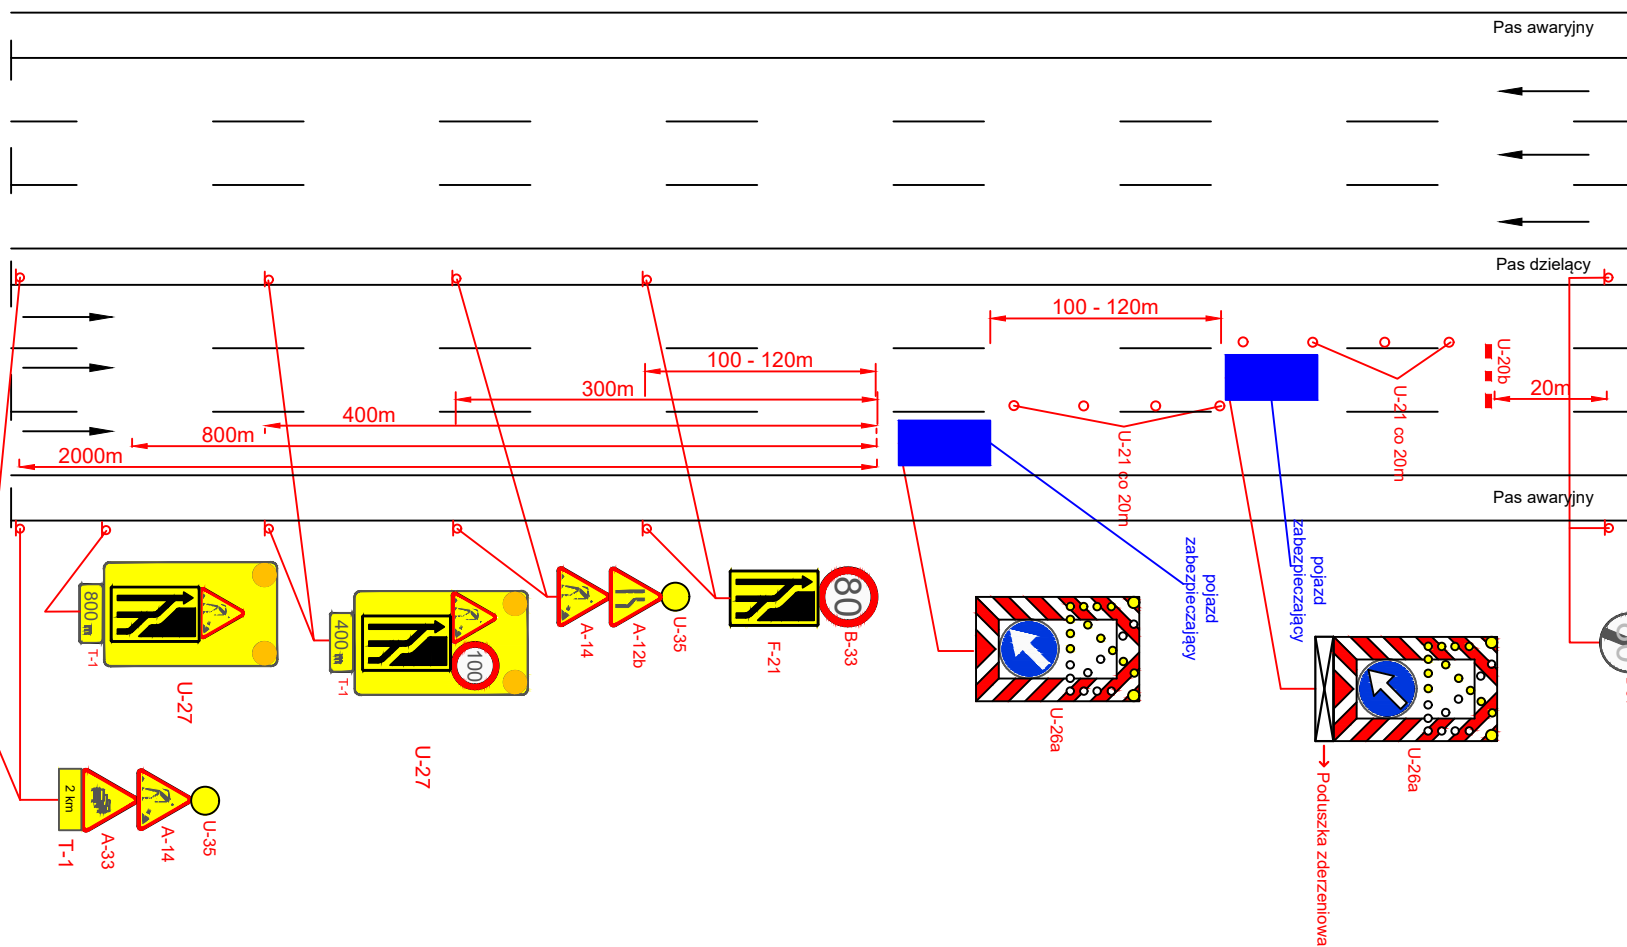 Pas awaryjny
Pas dzielący
100 - 120m
100 - 120m
300m
400m
800m
2000m
20m
U-20b
U-21 co 20m
U-21 co 20m
Pas awaryjny
pojazd
zabezpieczający
pojazd
zabezpieczający
800 m
T-1
U-27
400 m
T-1
100
U-27
A-14
A-12b
U-35
F-21
80
B-33
U-26a
U-26a
Poduszka zderzeniowa
2 km
T-1
A-33
A-14
U-35